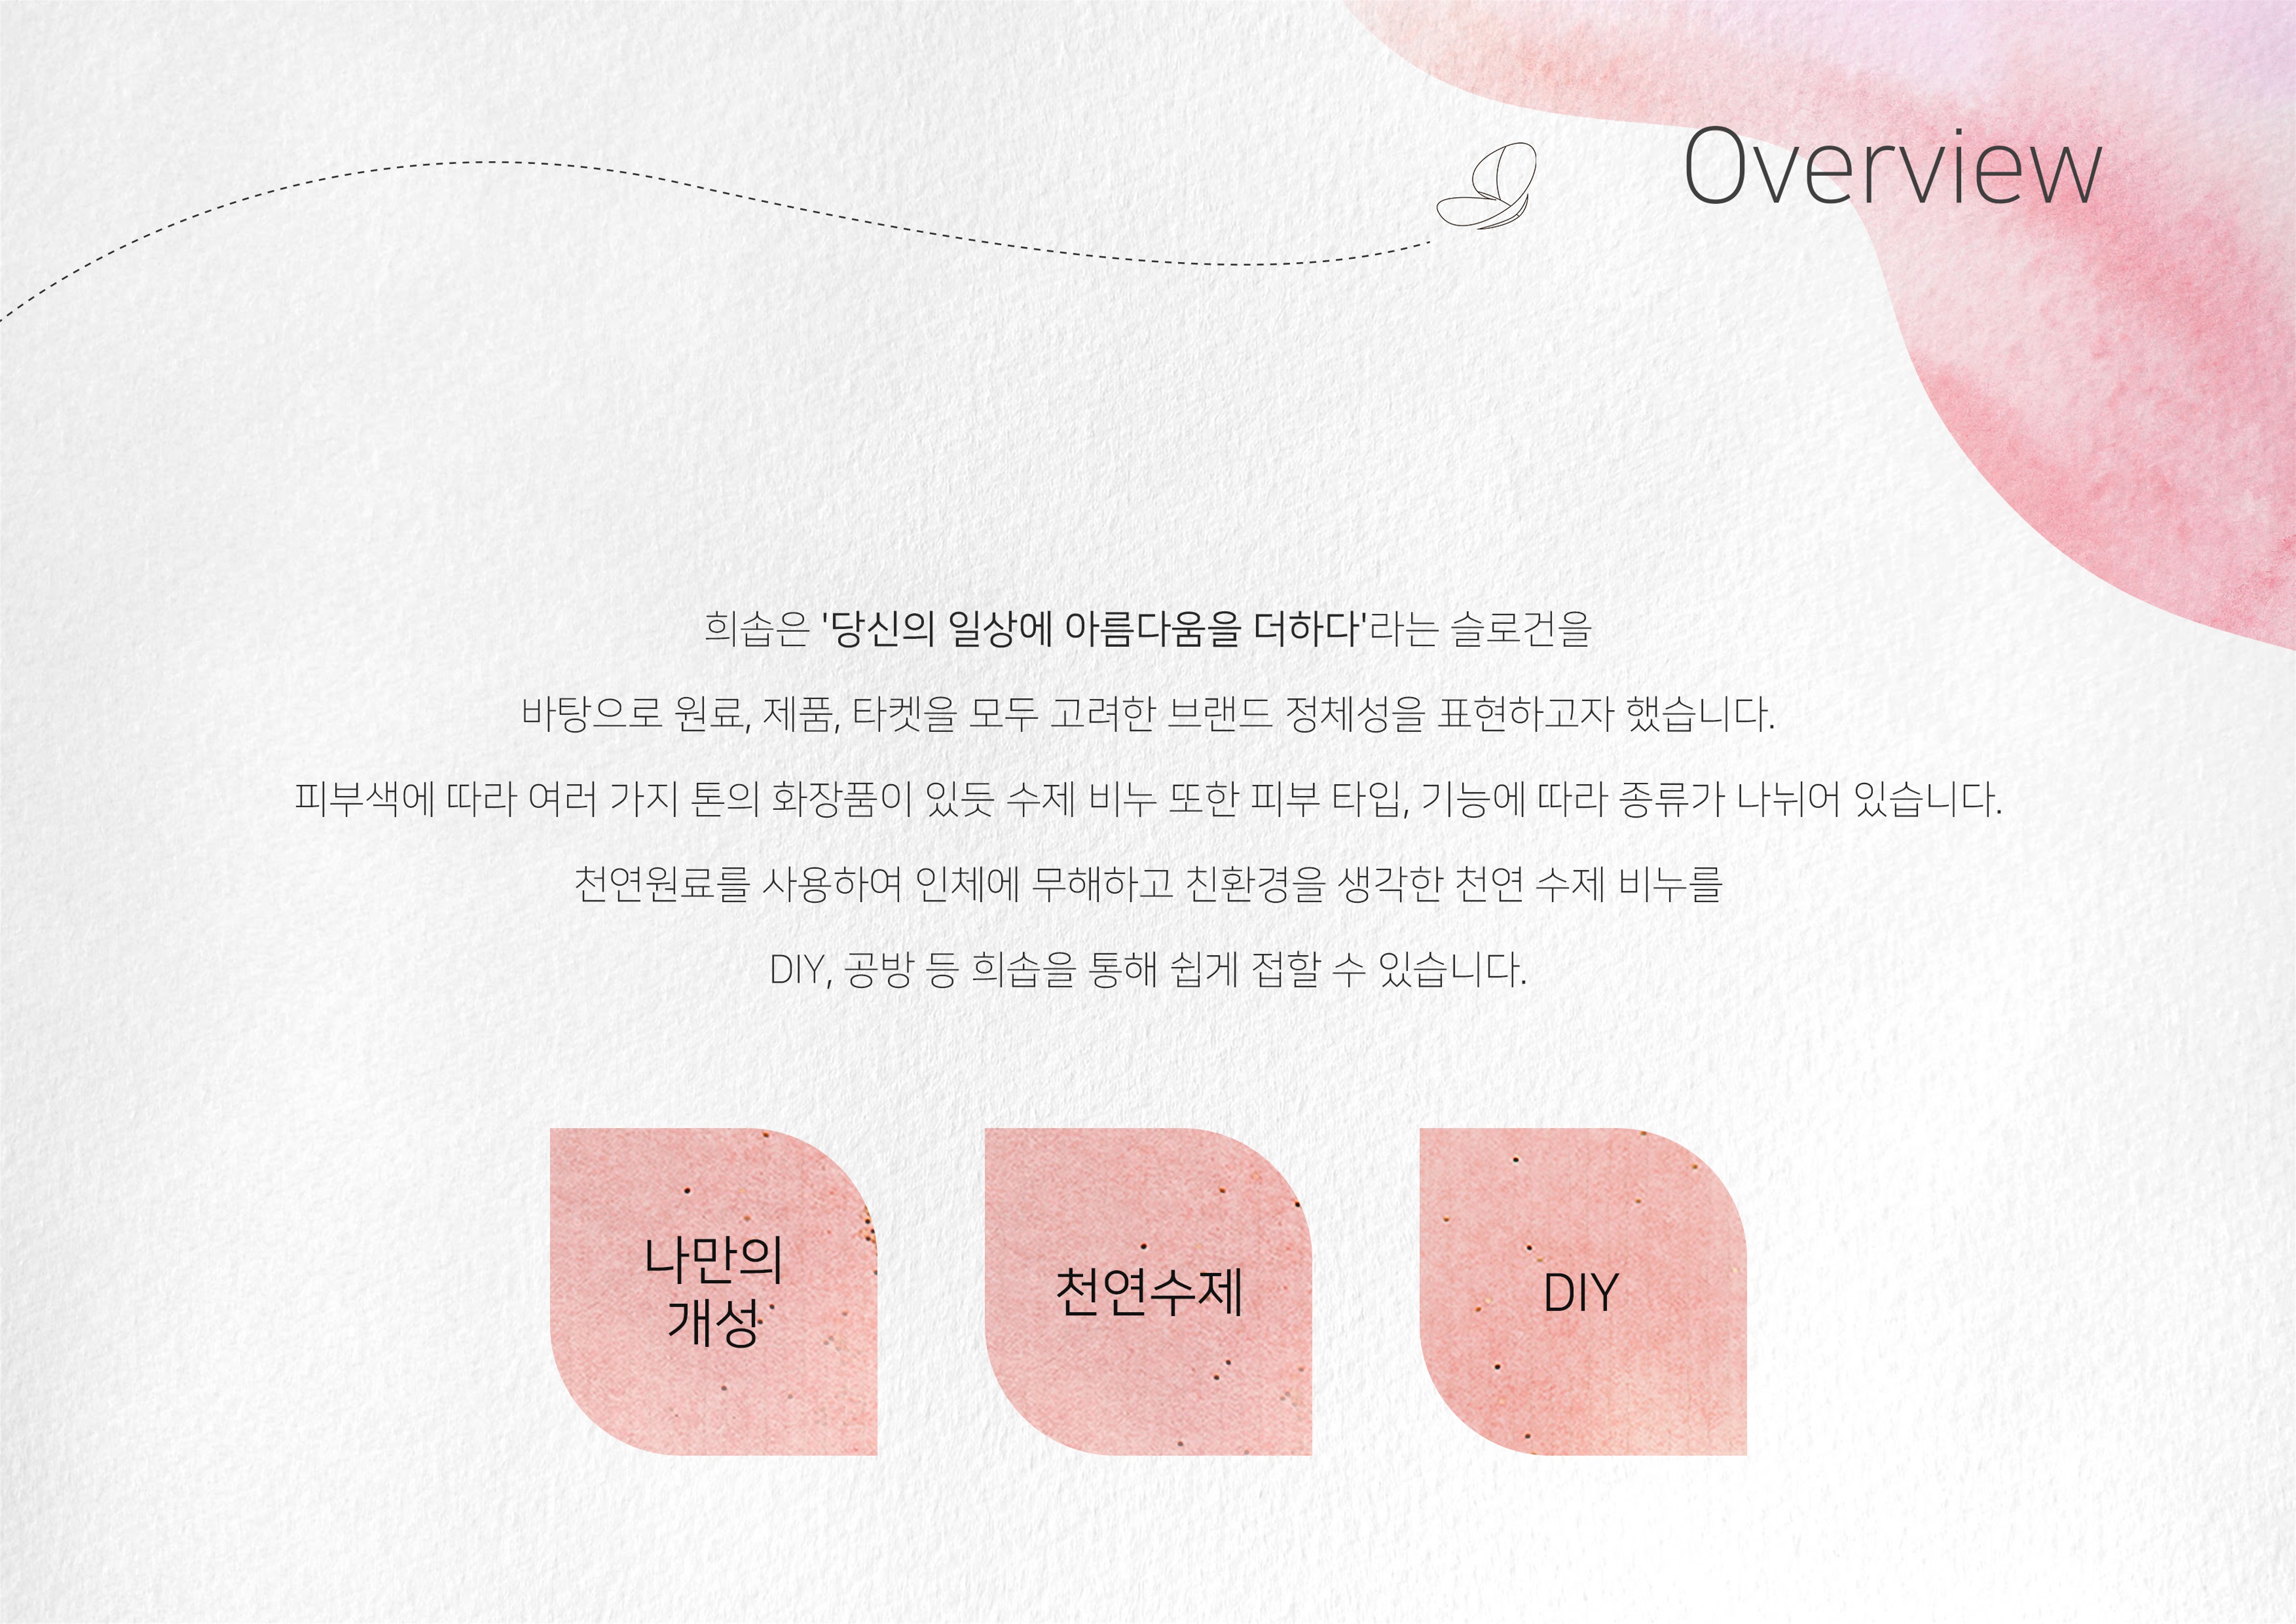 Overview
희솝은 '당신의 일상에 아름다움을 더하다'라는 슬로건을
바탕으로 원료, 제품, 타켓을 모두 고려한 브랜드 정체성을 표현하고자 했습니다.
피부색에 따라 여러 가지 톤의 화장품이 있듯 수제 비누 또한 피부 타입, 기능에 따라 종류가 나뉘어 있습니다.
천연원료를 사용하여 인체에 무해하고 친환경을 생각한 천연 수제 비누를
DIY, 공방 등 희솝을 통해 쉽게 접할 수 있습니다.
나만의
개성
천연수제
DIY